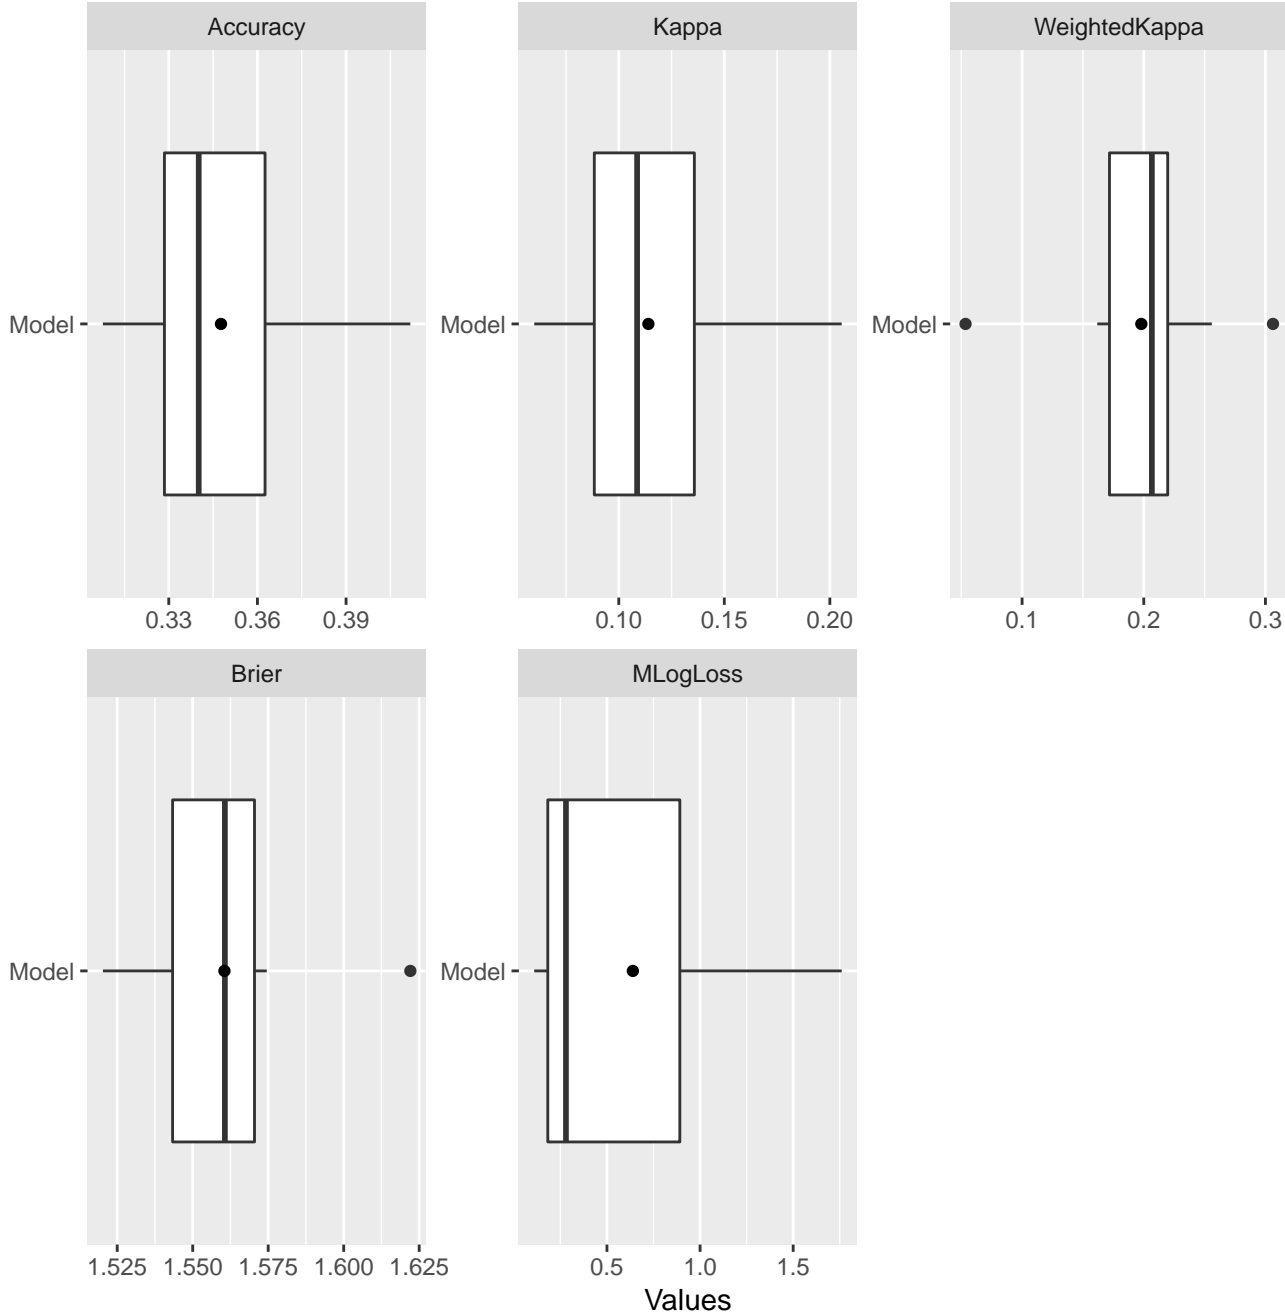 Accuracy Kappa WeightedKappa
Model Model Model
0.33 0.36 0.39 0.10 0.15 0.20 0.1 0.2 0.3
Brier MLogLoss
Model Model
1.525 1.550 1.575 1.600 1.625 0.5 1.0 1.5
Values